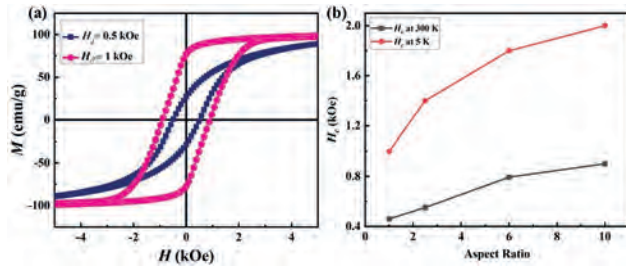 (a)
100
50
0
-50
-100
M (emu/g)
-4
-2
0
2
4
H (kOe)
H_d= 0.5 kOe
H_d= 1 kOe
(b)
2.0
1.6
1.2
0.8
0.4
H_c (kOe)
0
2
4
6
8
10
Aspect Ratio
H_c at 300 K
H_c at 5 K